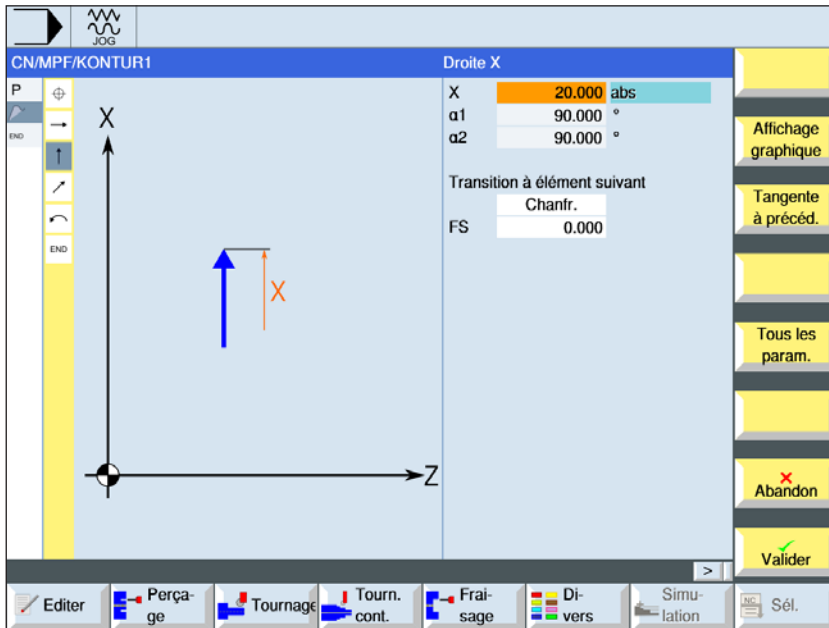 JOG
CN/MPF/KONTUR1
Droite X
P
END
END
X
Z
X
X 20.000 abs
α1 90.000 °
α2 90.000 °
Transition à élément suivant
Chanfr.
FS 0.000
Affichage
graphique
Tangente
à précéd.
Tous les
param.
Abandon
Valider
>
Editer
Perça-
ge
Tournage
Tourn.
cont.
Frai-
sage
Di-
vers
Simu-
lation
NC
Sél.